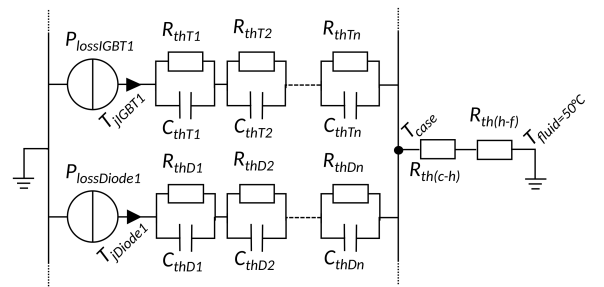 P_lossIGBT1
R_thT1
R_thT2
R_thTn
T_jIGBT1
C_thT1
C_thT2
C_thTn
T_case
R_th(h-f)
T_fluid=50°C
R_th(c-h)
P_lossDiode1
R_thD1
R_thD2
R_thDn
T_jDiode1
C_thD1
C_thD2
C_thDn